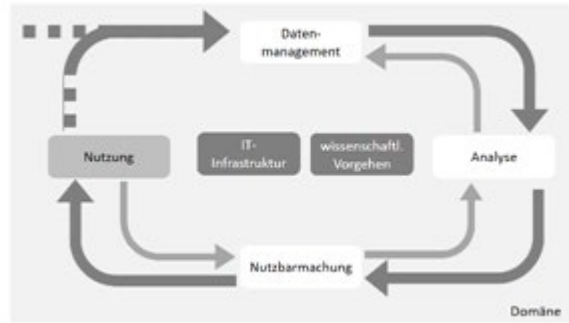 Daten-
management
Nutzung
IT-
Infrastruktur
wissenschaftl.
Vorgehen
Analyse
Nutzbarmachung
Domäne